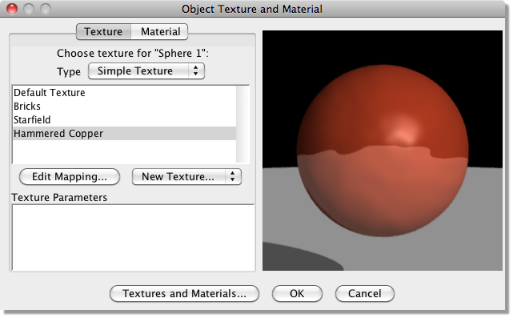 Object Texture and Material
Texture Material
Choose texture for "Sphere 1":
Type Simple Texture
Default Texture
Bricks
Starfield
Hammered Copper
Edit Mapping... New Texture...
Texture Parameters
Textures and Materials... OK Cancel